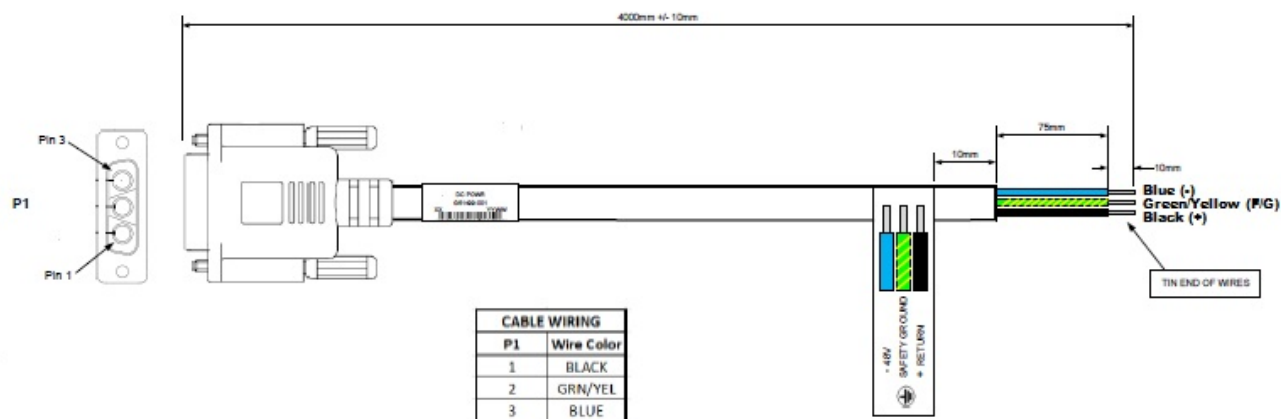 4000mm +/- 10mm
Pin 3
P1
Pin 1
DC POWR
10mm
75mm
10mm
Blue (-)
Green/Yellow (F/G)
Black (+)
TIN END OF WIRES
- 48V
SAFETY GROUND
+ RETURN
CABLE WIRING
P1 Wire Color
1 BLACK
2 GRN/YEL
3 BLUE